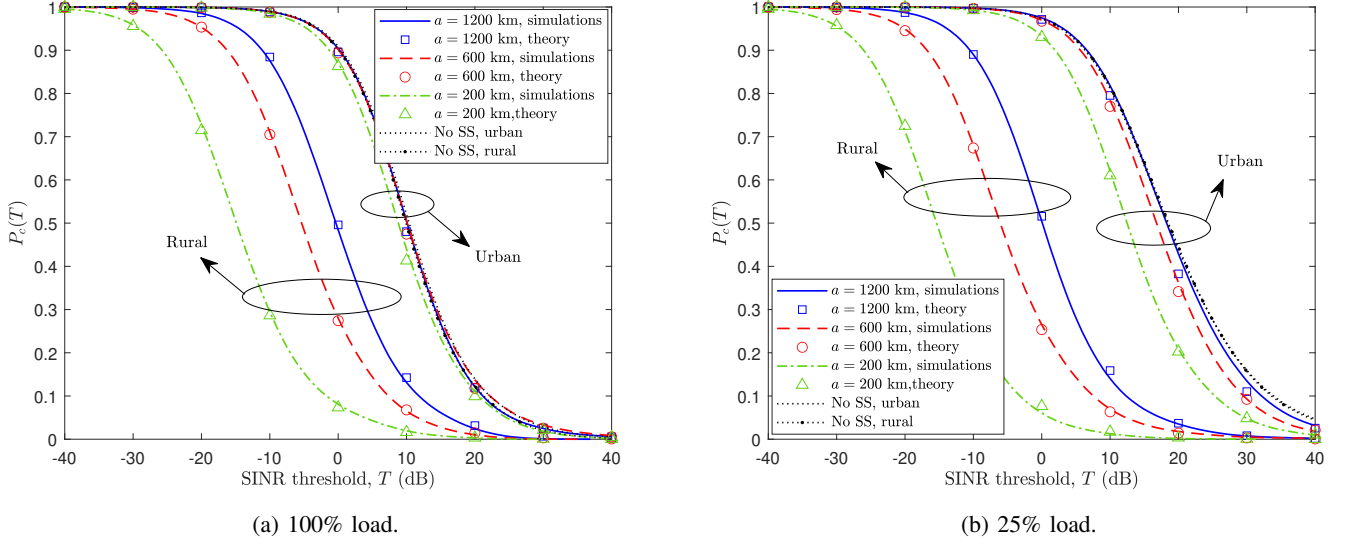 1
0.9
0.8
0.7
0.6
0.5
0.4
0.3
0.2
0.1
0
P_c(T)
a = 1200 km, simulations
a = 1200 km, theory
a = 600 km, simulations
a = 600 km, theory
a = 200 km, simulations
a = 200 km,theory
No SS, urban
No SS, rural
Rural
Urban
-40 -30 -20 -10 0 10 20 30 40
SINR threshold, T (dB)
(a) 100% load.
1
0.9
0.8
0.7
0.6
0.5
0.4
0.3
0.2
0.1
0
P_c(T)
Rural
Urban
a = 1200 km, simulations
a = 1200 km, theory
a = 600 km, simulations
a = 600 km, theory
a = 200 km, simulations
a = 200 km,theory
No SS, urban
No SS, rural
-40 -30 -20 -10 0 10 20 30 40
SINR threshold, T (dB)
(b) 25% load.